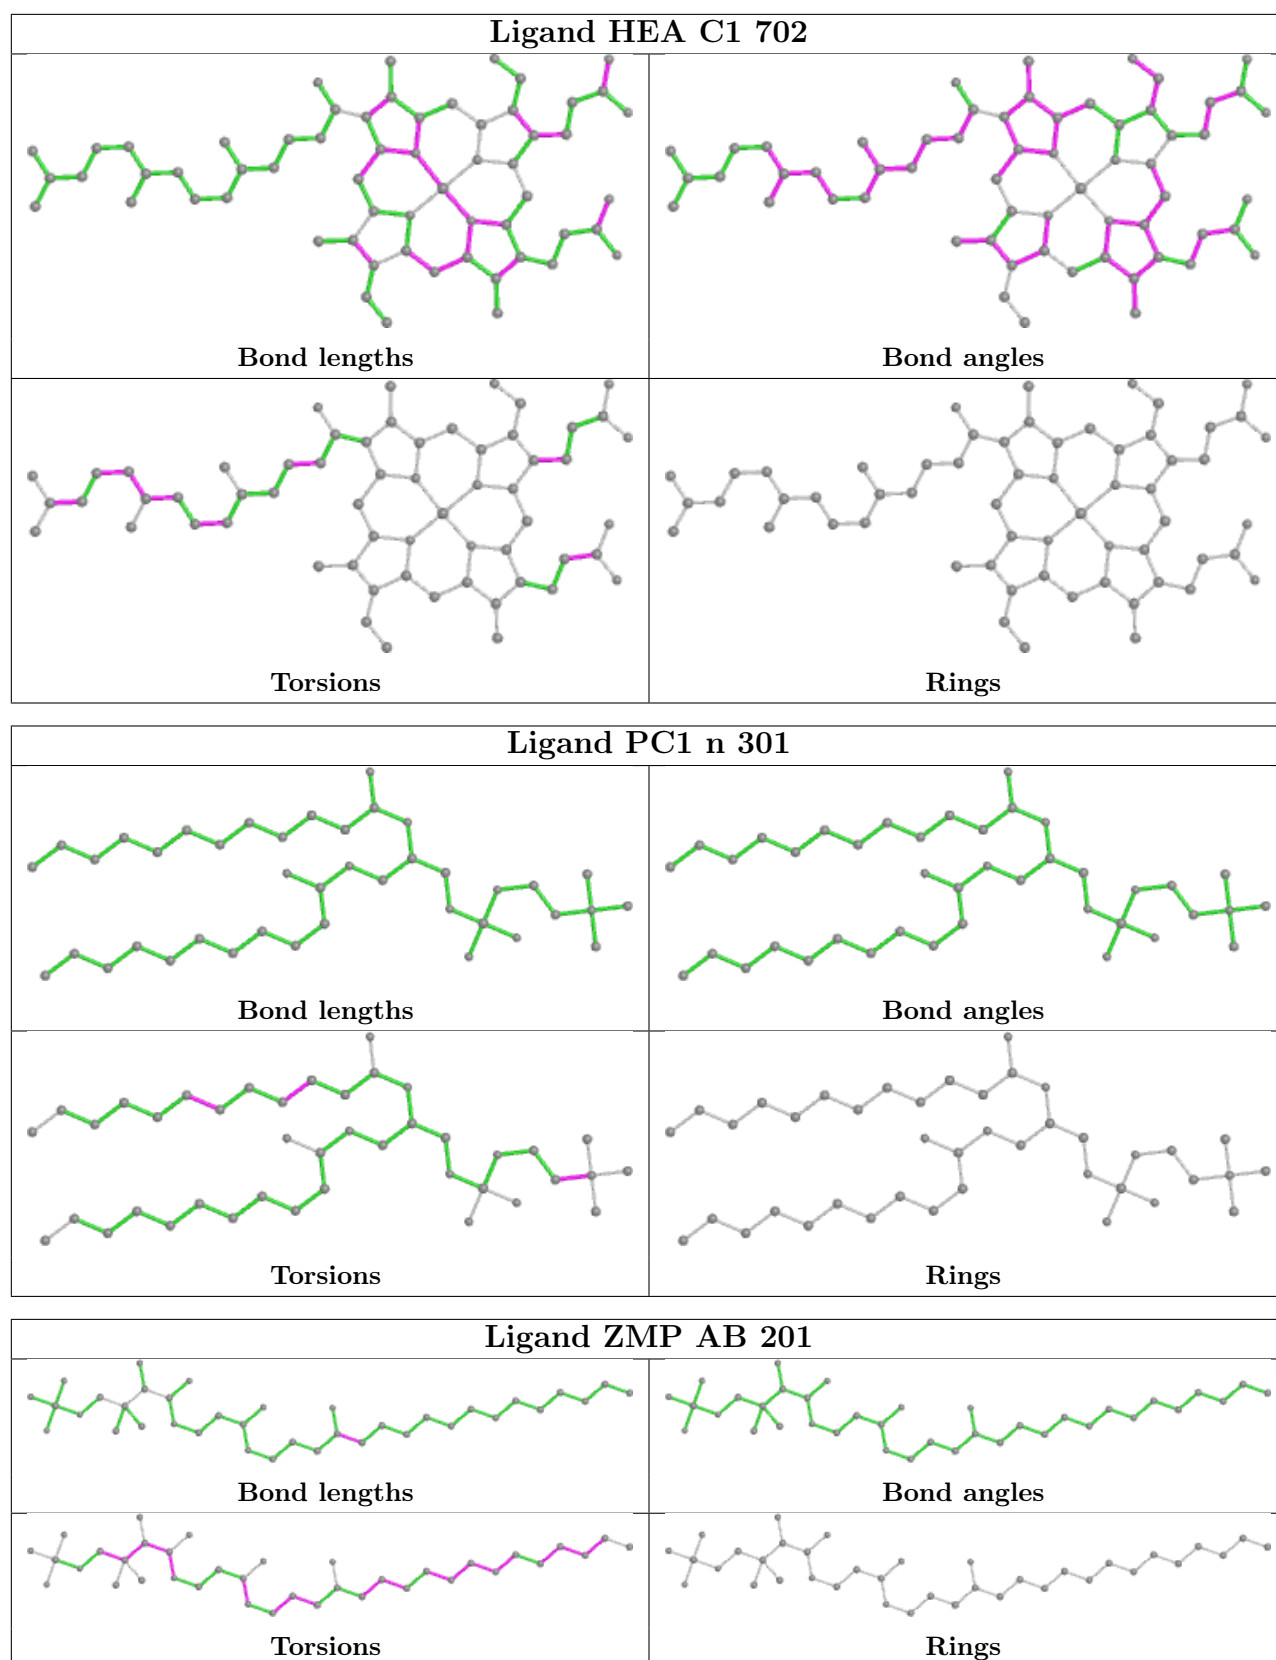 Ligand HEA C1 702
Bond lengths
Bond angles
Torsions
Rings
Ligand PC1 n 301
Bond lengths
Bond angles
Torsions
Rings
Ligand ZMP AB 201
Bond lengths
Bond angles
Torsions
Rings